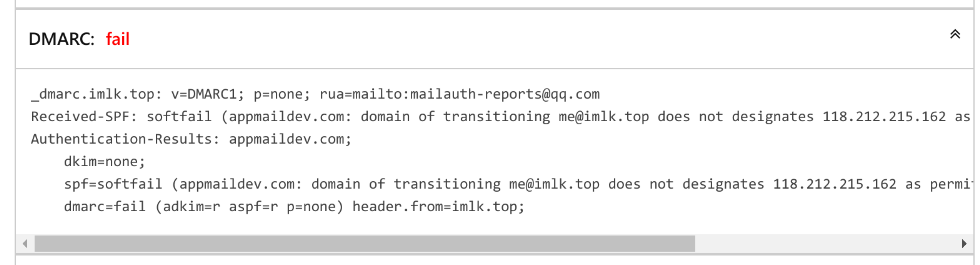 DMARC: fail
_dmarc.imlk.top: v=DMARC1; p=none; rua=mailto:mailauth-reports@qq.com
Received-SPF: softfail (appmaildev.com: domain of transitioning me@imlk.top does not designates 118.212.215.162 as
Authentication-Results: appmaildev.com;
dkim=none;
spf=softfail (appmaildev.com: domain of transitioning me@imlk.top does not designates 118.212.215.162 as permi
dmarc=fail (adkim=r aspf=r p=none) header.from=imlk.top;